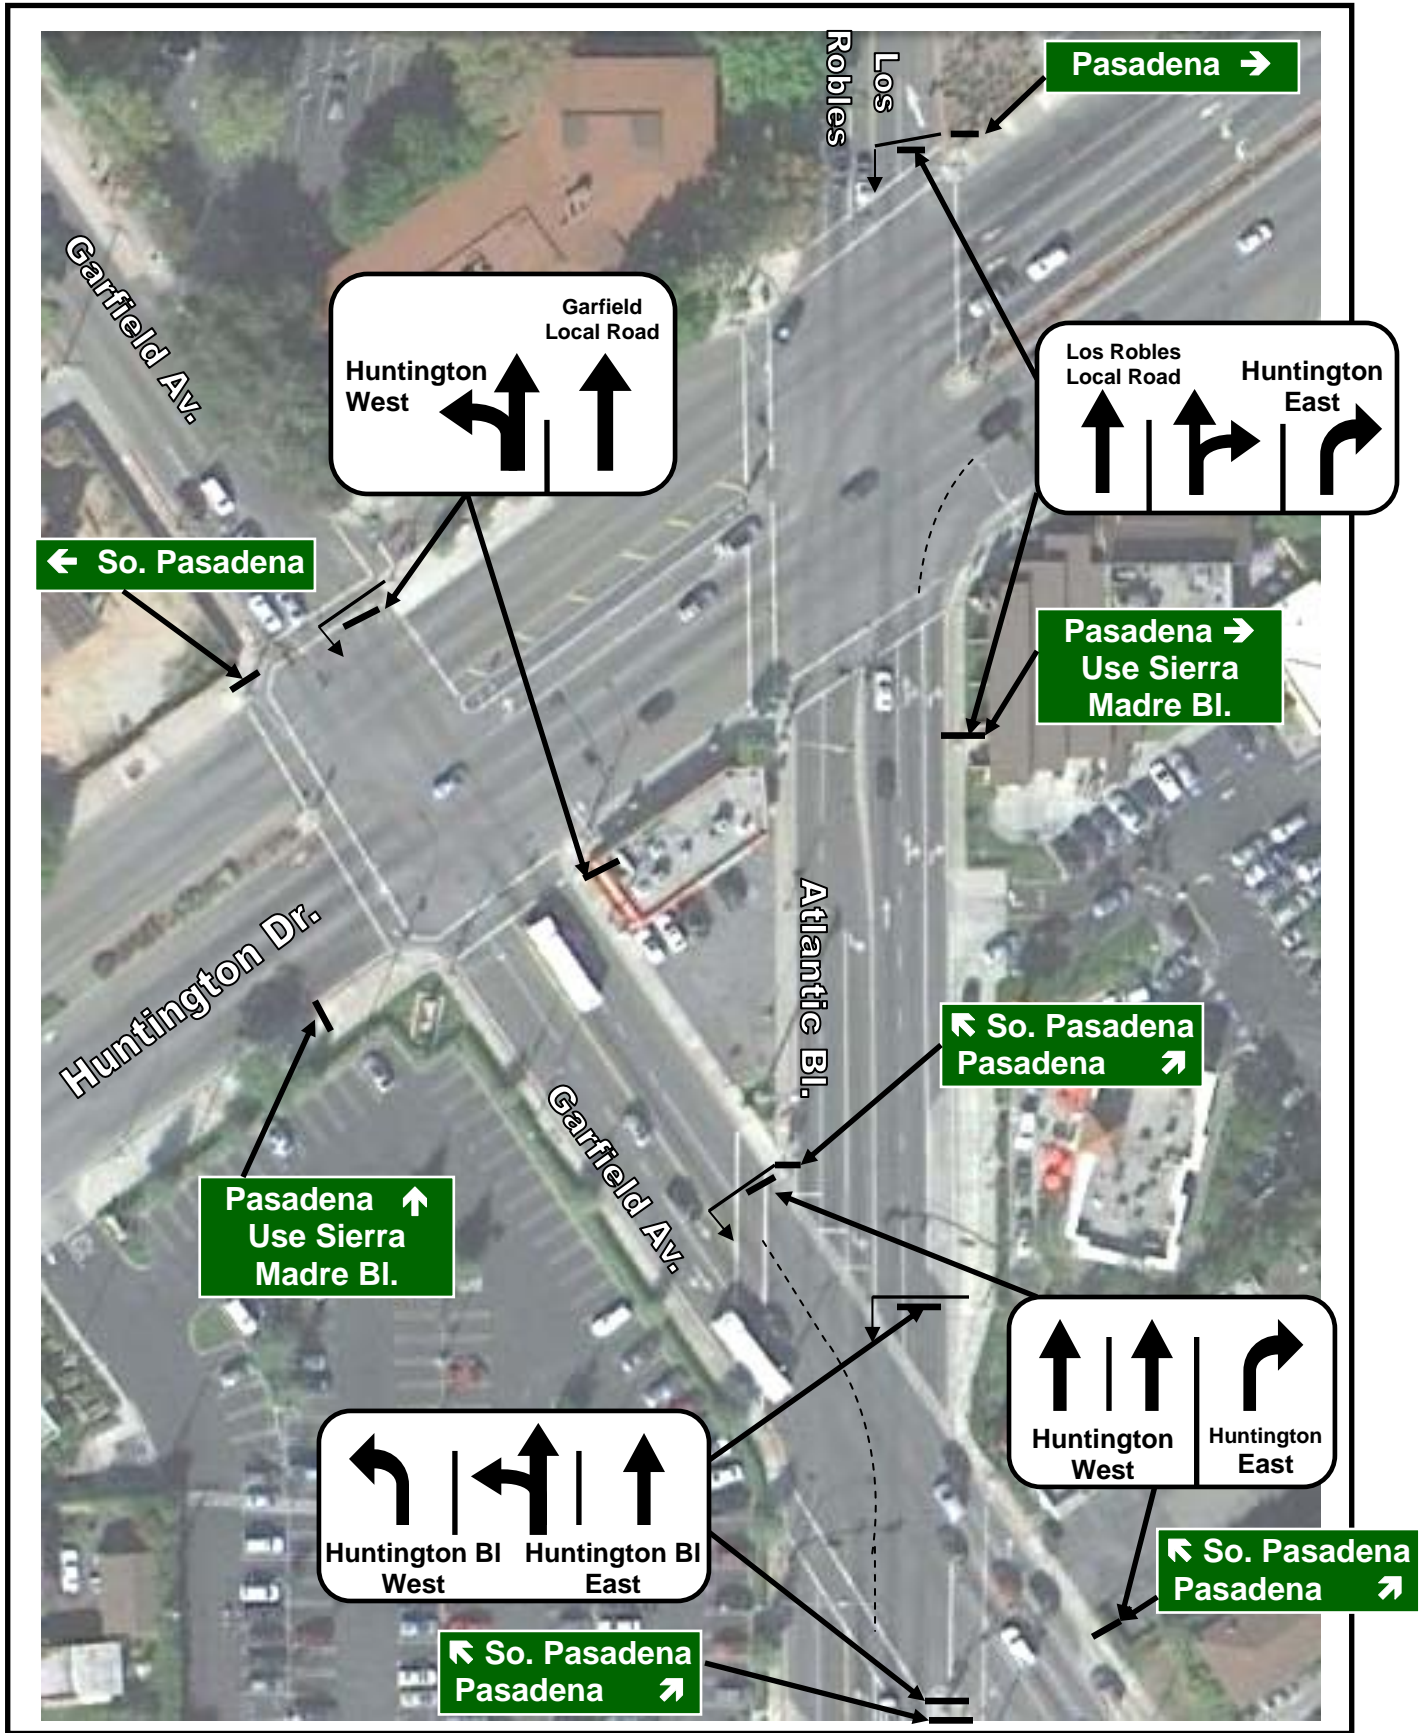 Los
Robles
Pasadena →
Garfield Av.
Garfield
Local Road
Huntington
West
Los Robles
Local Road
Huntington
East
← So. Pasadena
Pasadena →
Use Sierra
Madre Bl.
Huntington Dr.
Atlantic Bl.
↖ So. Pasadena
Pasadena ↗
Garfield Av.
Pasadena ↑
Use Sierra
Madre Bl.
Huntington
West
Huntington
East
Huntington Bl
West
Huntington Bl
East
↖ So. Pasadena
Pasadena ↗
↖ So. Pasadena
Pasadena ↗